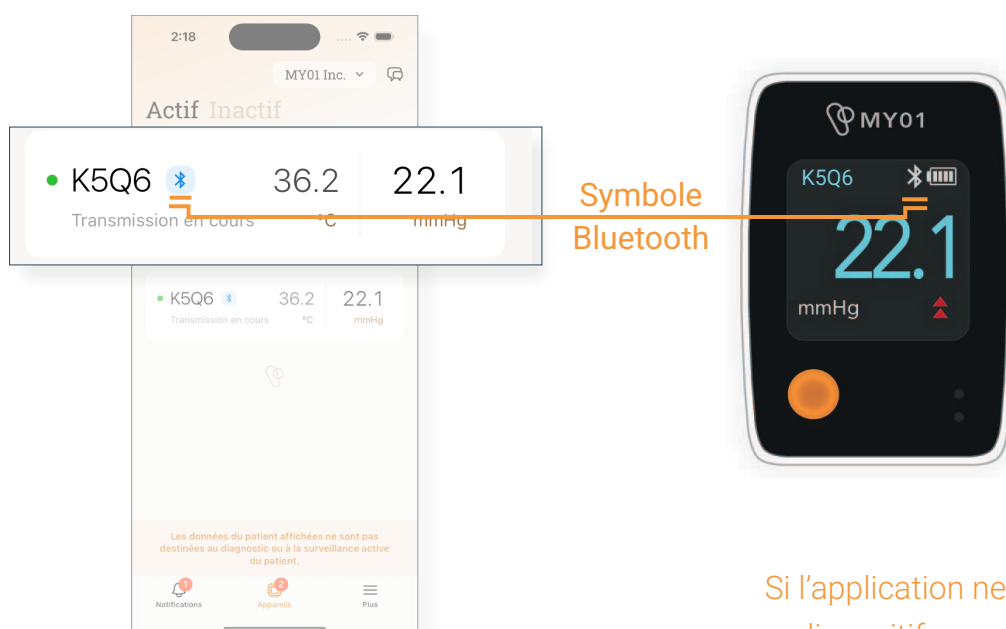 2:18
MY01 Inc.
Actif Inactif
K5Q6 36.2 22.1
Transmission en cours °C mmHg
K5Q6 36.2 22.1
Transmission en cours °C mmHg
Les données du patient affichées ne sont pas
destinées au diagnostic ou à la surveillance active
du patient.
1 2
Notifications Appareils Plus
Symbole
Bluetooth
MY01
K5Q6
22.1
mmHg
Si l'application ne